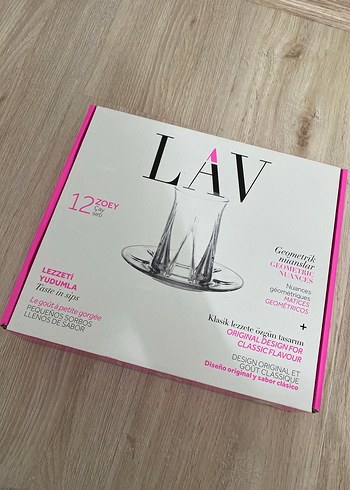 LAV
12 ZOEY
Çay
seti
LEZZETİ
YUDUMLA
Taste in sips
Le goût à petite gorgée
PEQUEÑOS SORBOS
LLENOS DE SABOR
Geometrik
nüanslar
GEOMETRIC
NUANCES
Nuances
géométriques
MATICES
GEOMÉTRICOS
+
Klasik lezzete özgün tasarım
ORIGINAL DESIGN FOR
CLASSIC FLAVOUR
DESIGN ORIGINAL ET
GOÛT CLASSIQUE
Diseño original y sabor clásico